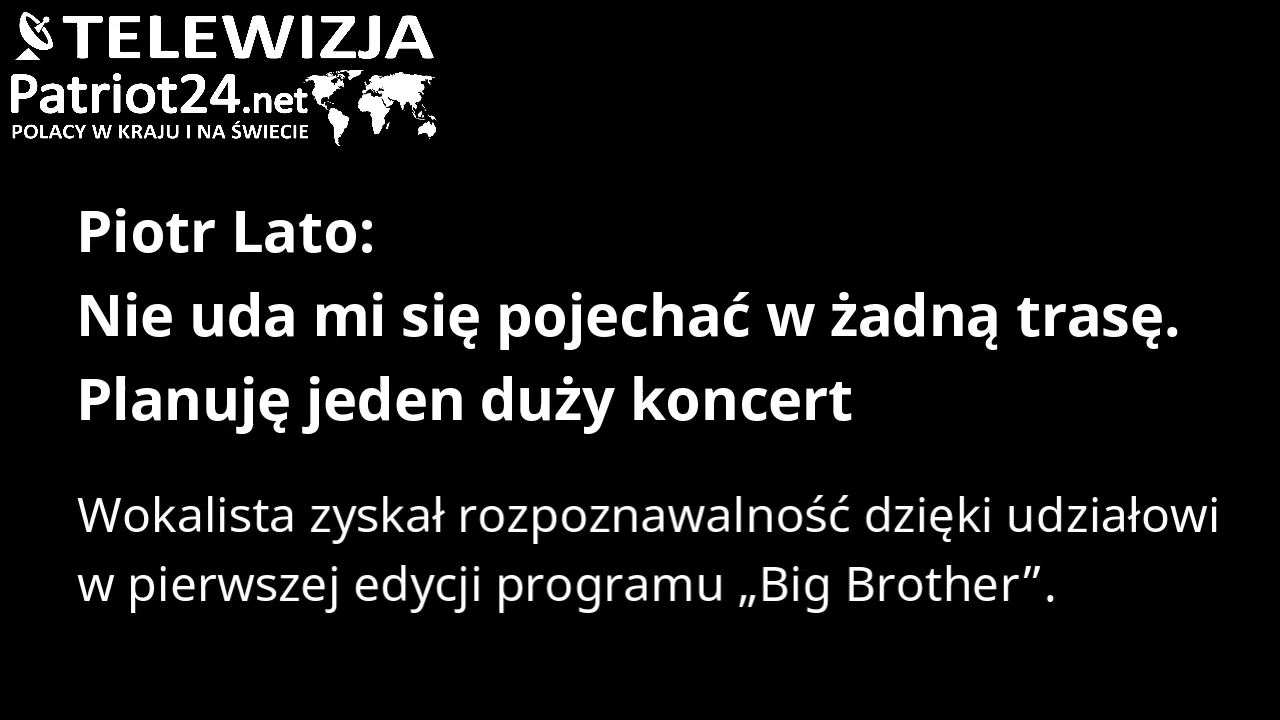 TELEWIZJA
Patriot24.net
POLACY W KRAJU I NA ŚWIECIE
Piotr Lato:
Nie uda mi się pojechać w żadną trasę.
Planuję jeden duży koncert
Wokalista zyskał rozpoznawalność dzięki udziałowi
w pierwszej edycji programu „Big Brother”.